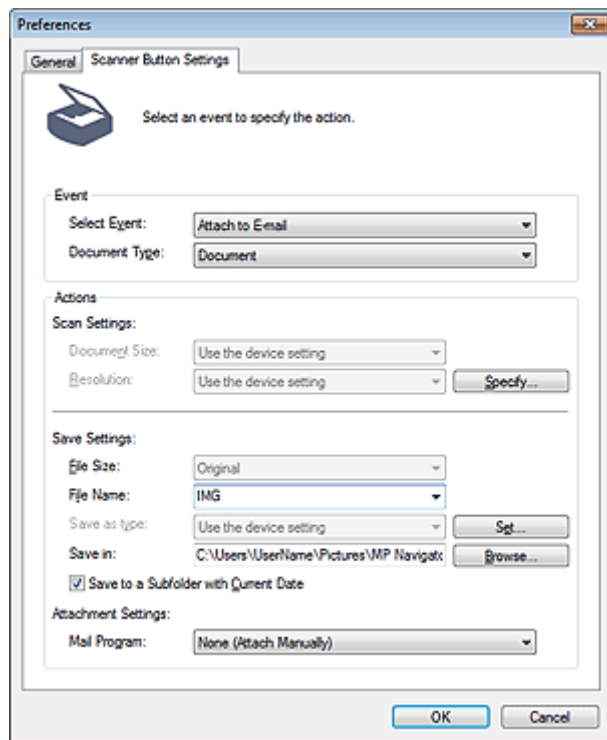 Preferences
General Scanner Button Settings
Select an event to specify the action.
Event
Select Event: Attach to E-mail
Document Type: Document
Actions
Scan Settings:
Document Size: Use the device setting
Resolution: Use the device setting Specify...
Save Settings:
File Size: Original
File Name: IMG
Save as type: Use the device setting Set...
Save in: C:\Users\UserName\Pictures\MP Navigato Browse...
Save to a Subfolder with Current Date
Attachment Settings:
Mail Program: None (Attach Manually)
OK Cancel